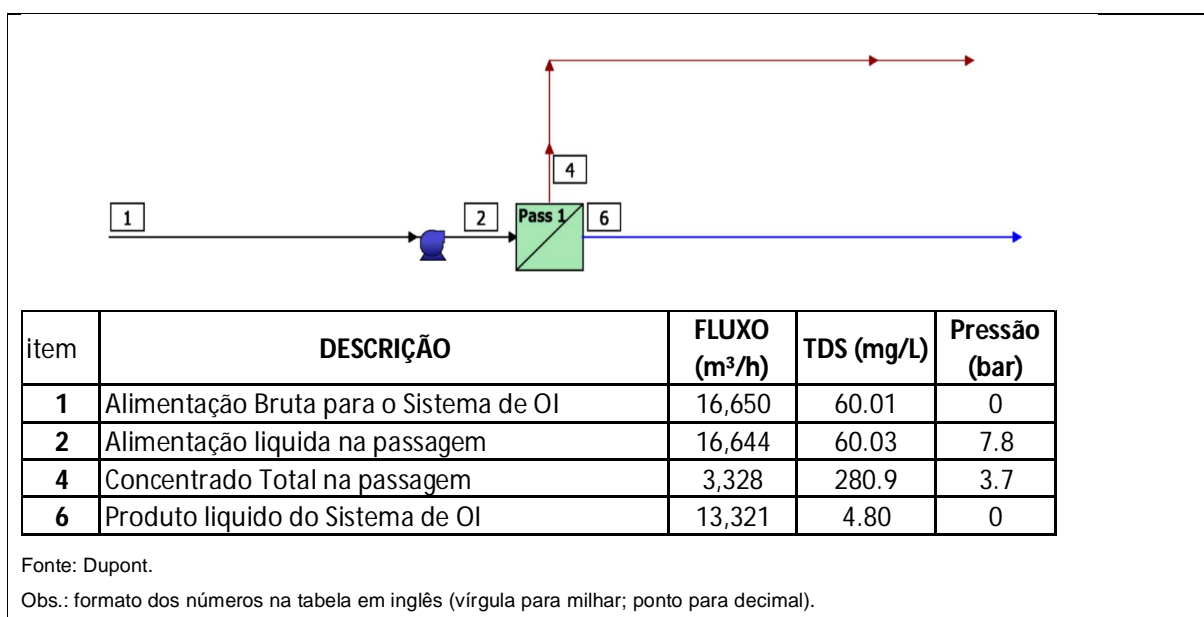 4
1
2
Pass 1
6
item DESCRIÇÃO FLUXO (m³/h) TDS (mg/L) Pressão (bar)
1 Alimentação Bruta para o Sistema de OI 16,650 60.01 0
2 Alimentação liquida na passagem 16,644 60.03 7.8
4 Concentrado Total na passagem 3,328 280.9 3.7
6 Produto liquido do Sistema de OI 13,321 4.80 0
Fonte: Dupont.
Obs.: formato dos números na tabela em inglês (vírgula para milhar; ponto para decimal).